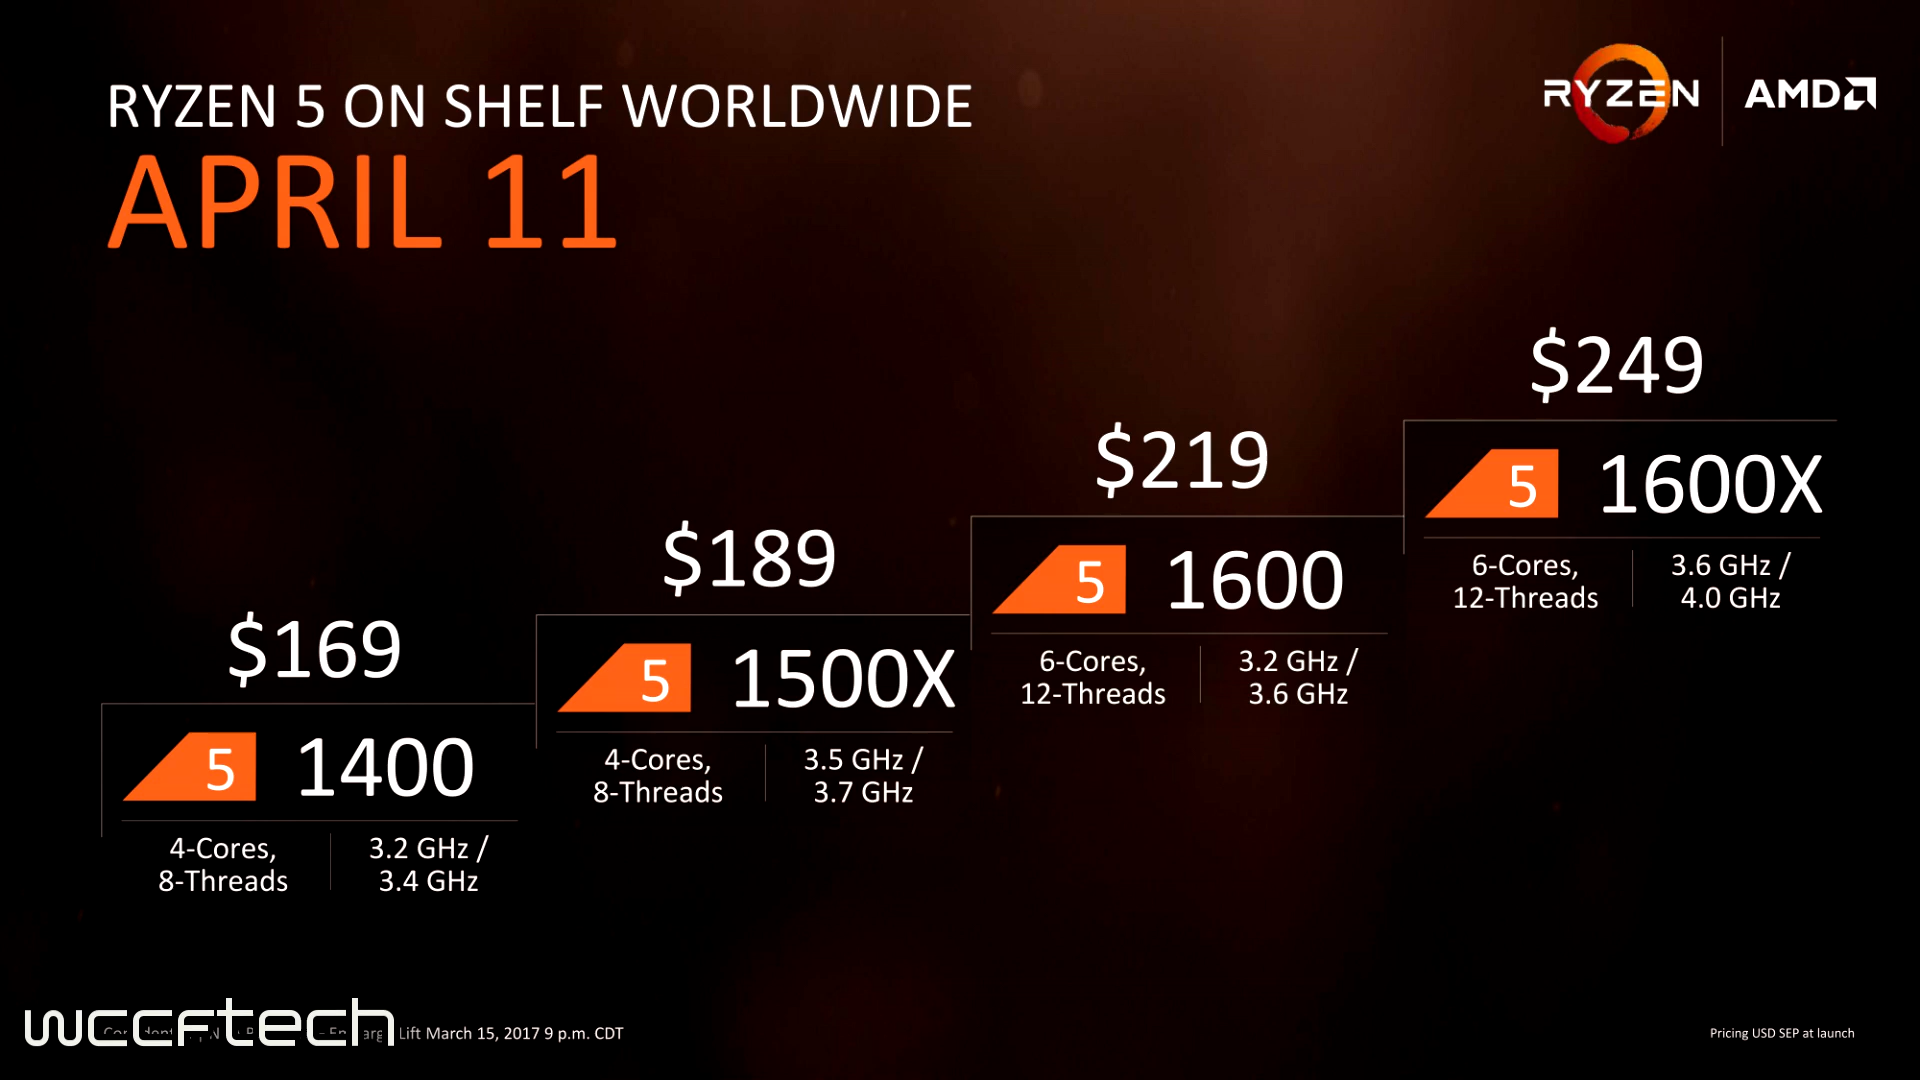 RYZEN 5 ON SHELF WORLDWIDE
APRIL 11
RYZEN
AMD
$169
5 1400
4-Cores,
8-Threads
3.2 GHz /
3.4 GHz
$189
5 1500X
4-Cores,
8-Threads
3.5 GHz /
3.7 GHz
$219
5 1600
6-Cores,
12-Threads
3.2 GHz /
3.6 GHz
$249
5 1600X
6-Cores,
12-Threads
3.6 GHz /
4.0 GHz
wccftech
Lift March 15, 2017 9 p.m. CDT
Pricing USD SEP at launch